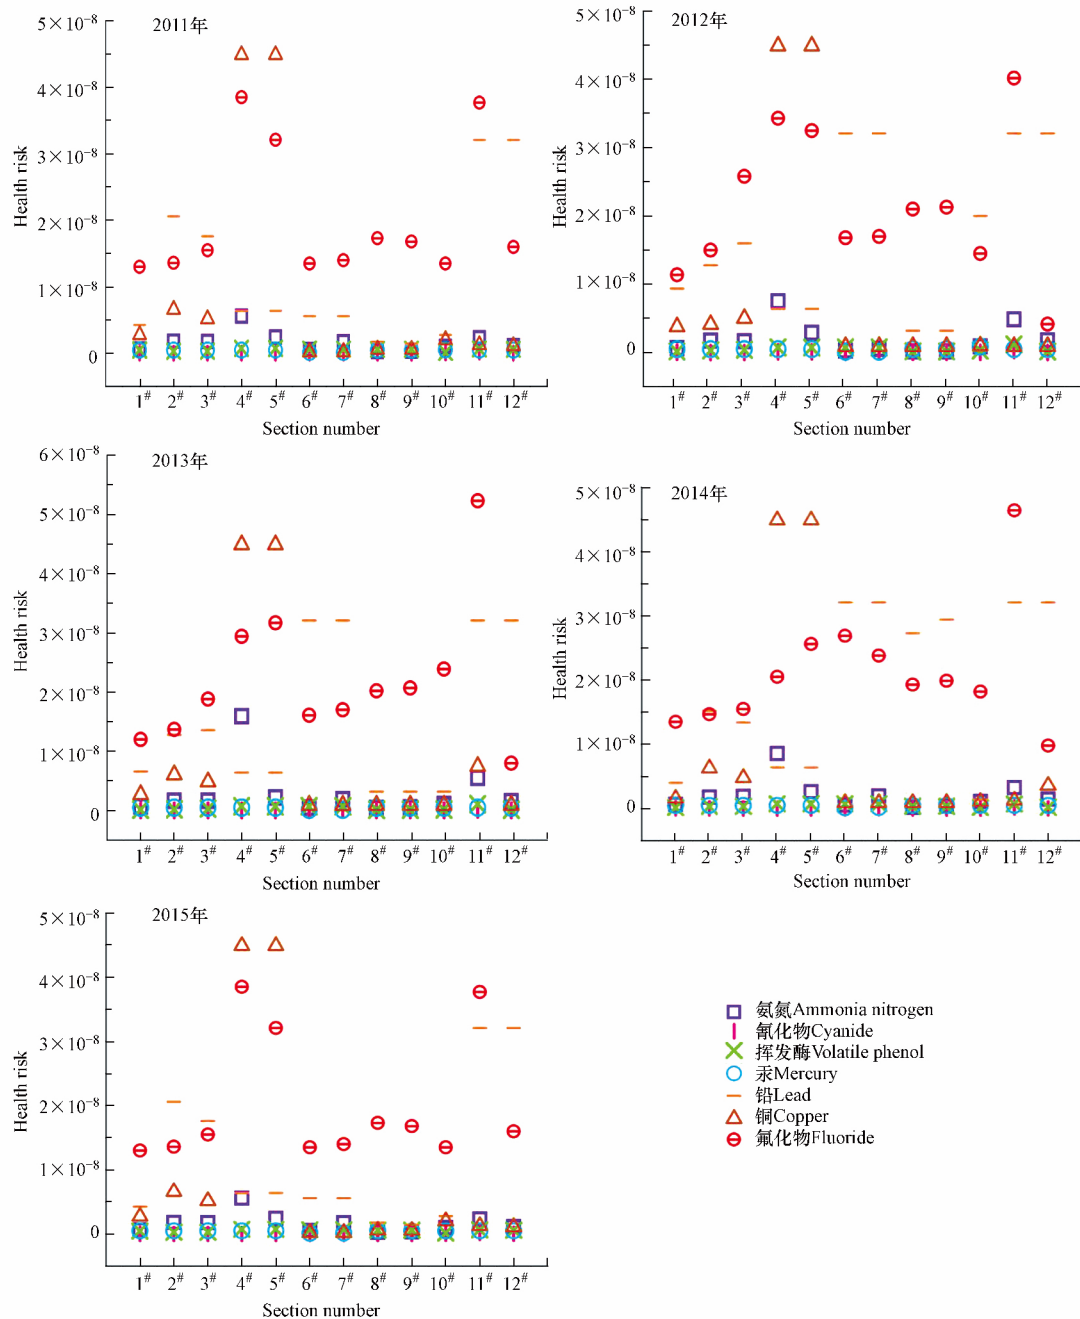 2011年
Health risk
5×10⁻⁸
4×10⁻⁸
3×10⁻⁸
2×10⁻⁸
1×10⁻⁸
0
1# 2# 3# 4# 5# 6# 7# 8# 9# 10# 11# 12#
Section number
2012年
Health risk
5×10⁻⁸
4×10⁻⁸
3×10⁻⁸
2×10⁻⁸
1×10⁻⁸
0
1# 2# 3# 4# 5# 6# 7# 8# 9# 10# 11# 12#
Section number
2013年
Health risk
6×10⁻⁸
5×10⁻⁸
4×10⁻⁸
3×10⁻⁸
2×10⁻⁸
1×10⁻⁸
0
1# 2# 3# 4# 5# 6# 7# 8# 9# 10# 11# 12#
Section number
2014年
Health risk
5×10⁻⁸
4×10⁻⁸
3×10⁻⁸
2×10⁻⁸
1×10⁻⁸
0
1# 2# 3# 4# 5# 6# 7# 8# 9# 10# 11# 12#
Section number
2015年
Health risk
5×10⁻⁸
4×10⁻⁸
3×10⁻⁸
2×10⁻⁸
1×10⁻⁸
0
1# 2# 3# 4# 5# 6# 7# 8# 9# 10# 11# 12#
Section number
氨氮Ammonia nitrogen
氰化物Cyanide
挥发酶Volatile phenol
汞Mercury
铅Lead
铜Copper
氟化物Fluoride